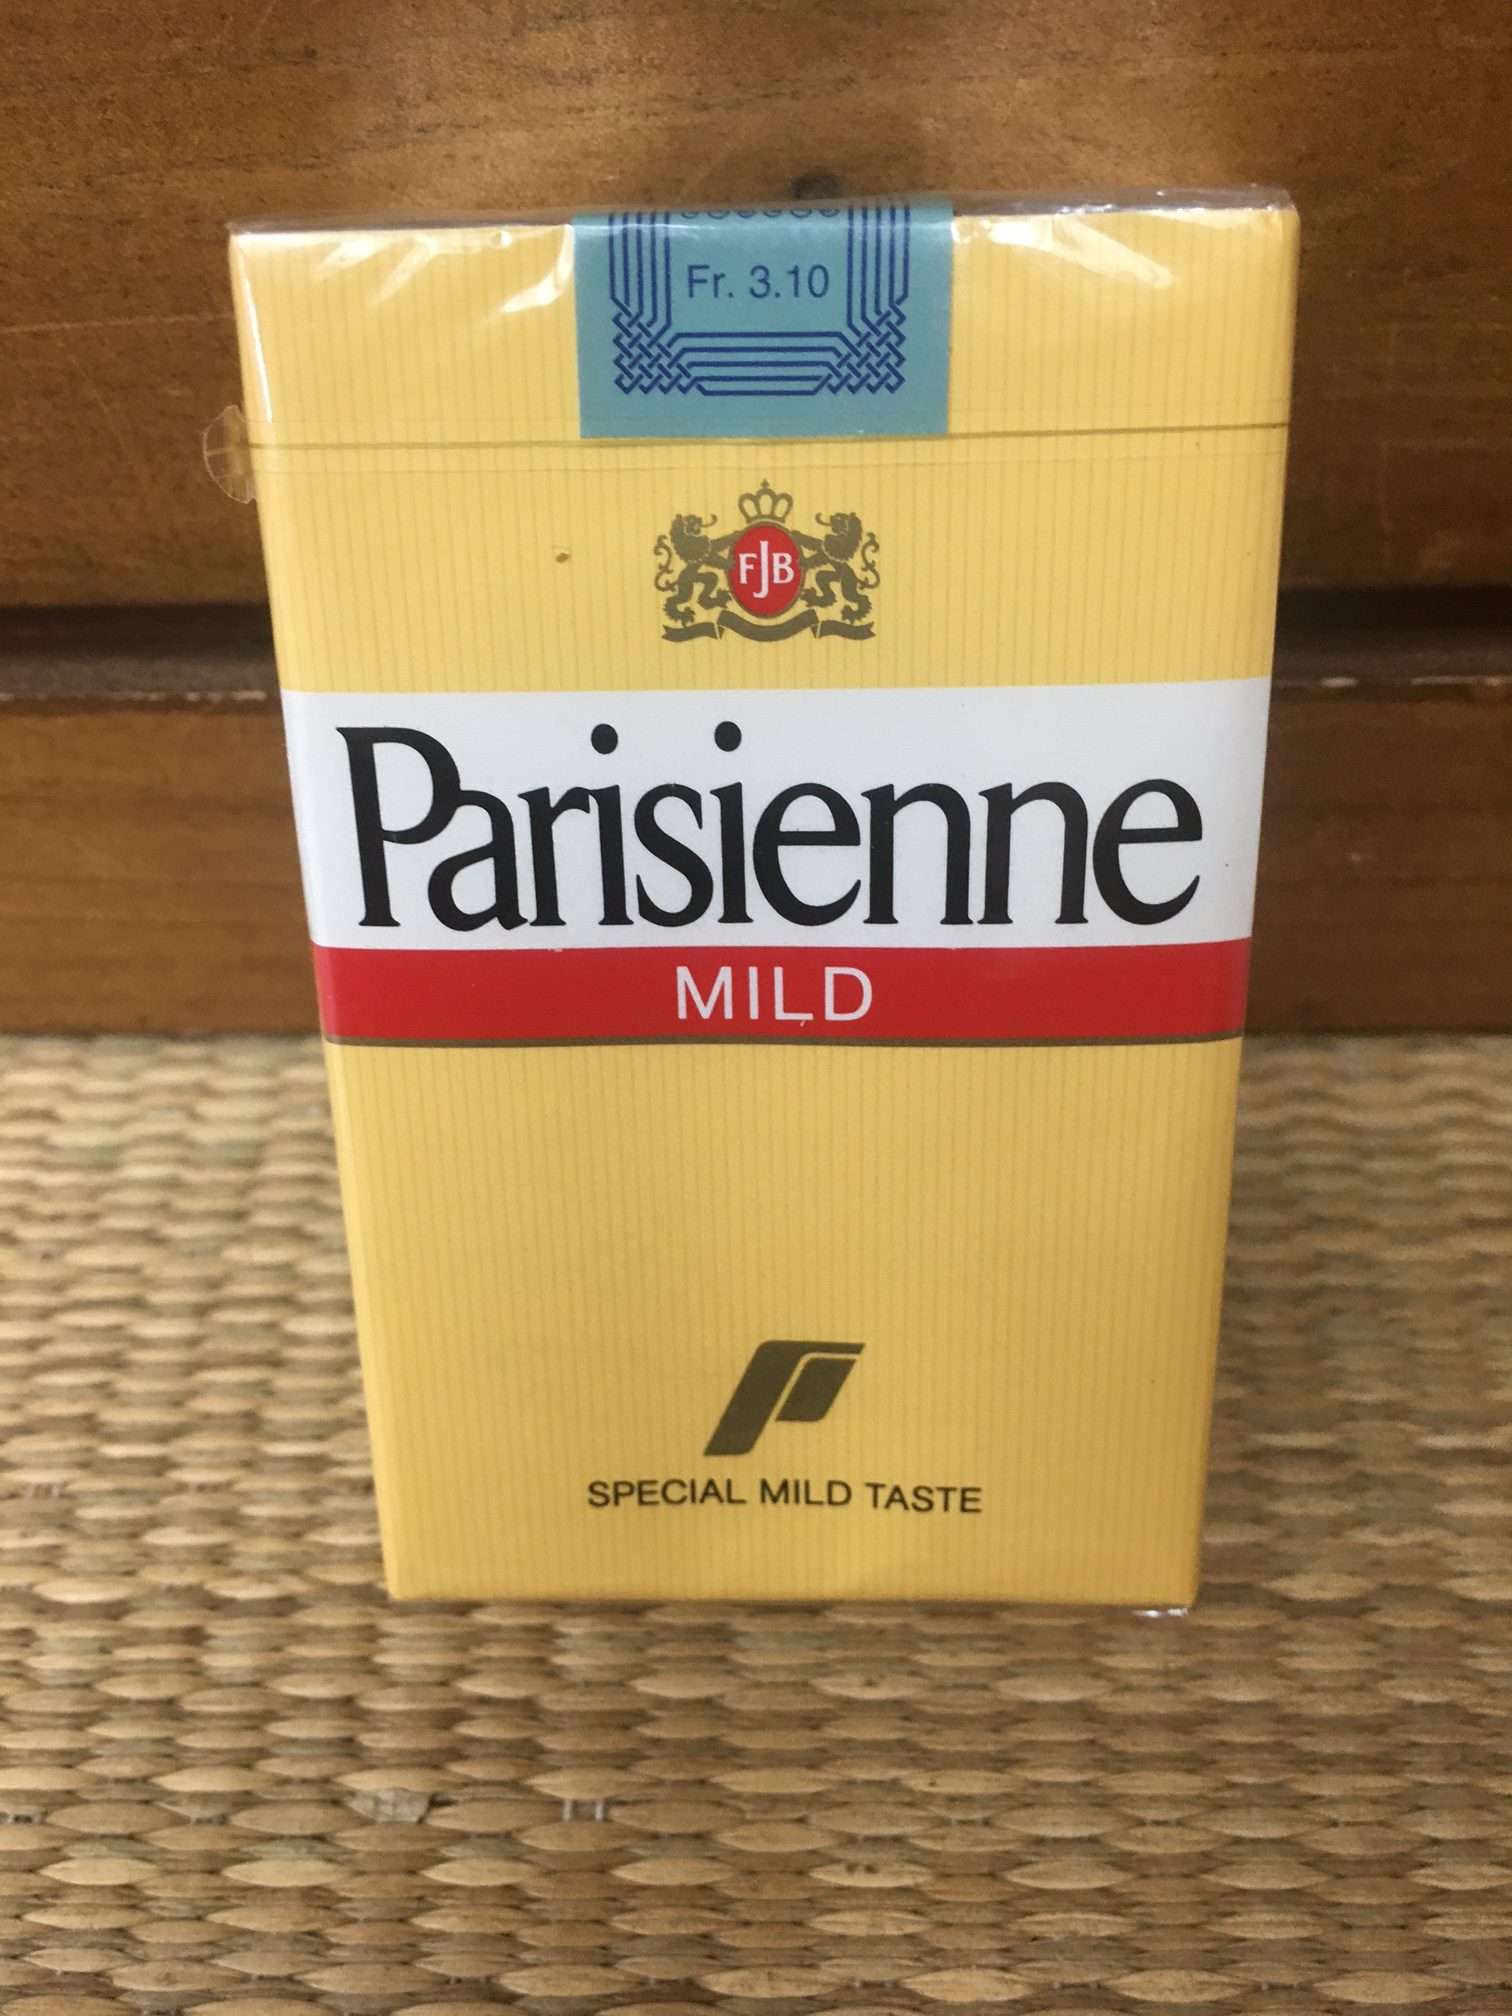 Fr. 3.10
FJB
Parisienne
MILD
SPECIAL MILD TASTE